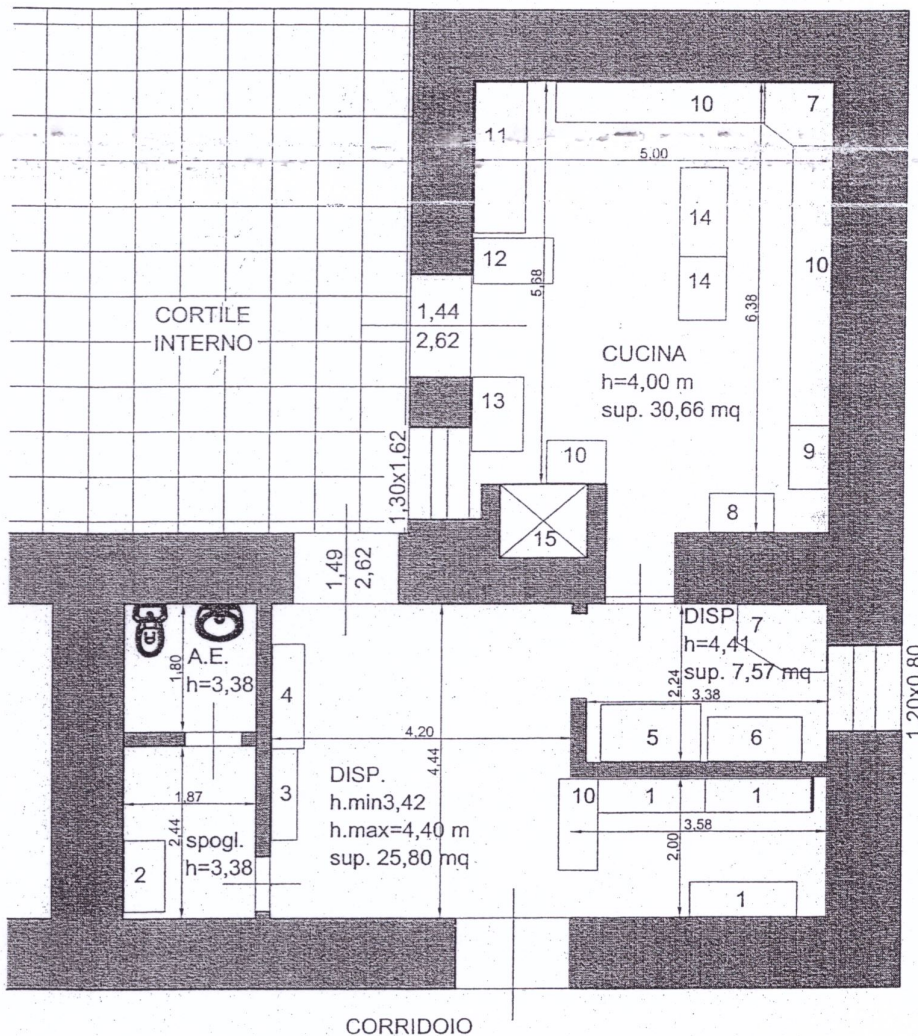 10
7
11
5,00
14
12
14
10
5,68
6,38
CORTILE
INTERNO
1,44
2,62
CUCINA
h=4,00 m
sup. 30,66 mq
13
1,30x1,62
10
9
8
15
1,49
2,62
A.E.
h=3,38
1,80
DISP.
h=4,41
sup. 7,57 mq
7
2,24
3,38
1,20x0,80
4
4,20
4,44
5
6
DISP.
h.min3,42
h.max=4,40 m
sup. 25,80 mq
3
10
1
1
3,58
2,00
1
1,87
2,44
spogl.
h=3,38
2
CORRIDOIO